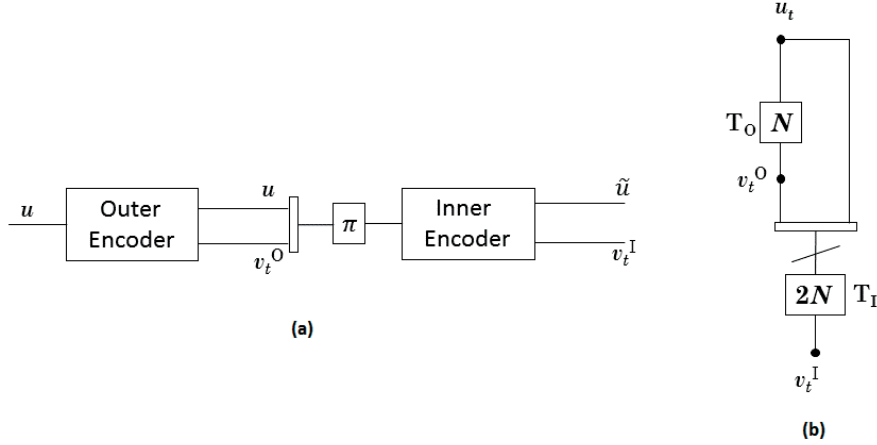 u
Outer
Encoder
u
v_t^O
π
Inner
Encoder
ũ
v_t^I
(a)
u_t
T_O
N
v_t^O
2N
T_I
v_t^I
(b)